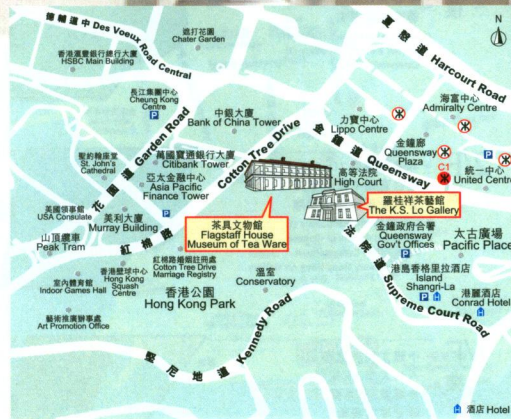 德輔道中 Des Voeux Road Central
遮打花園
Chater Garden
N
香港滙豐銀行總行大廈
HSBC Main Building
夏慤道 Harcourt Road
長江集團中心
Cheung Kong
Centre
P
中銀大廈
Bank of China Tower
力寶中心
Lippo Centre
海富中心
Admiralty Centre
花園道 Garden Road
紅棉路 Cotton Tree Drive
金鐘道 Queensway
金鐘廊
Queensway
Plaza
C1
統一中心
United Centre
聖約翰座堂
St. John's
Cathedral
萬國寶通銀行大廈
Citibank Tower
亞太金融中心
Asia Pacific
Finance Tower
P
高等法院
High Court
美國領事館
USA Consulate
美利大廈
Murray Building
茶具文物館
Flagstaff House
Museum of Tea Ware
羅桂祥茶藝館
The K.S. Lo Gallery
山頂纜車
Peak Tram
金鐘政府合署
Queensway
Gov't Offices
P
太古廣場
Pacific Place
室內體育館
Indoor Games Hall
香港壁球中心
Hong Kong
Squash
Centre
紅棉路婚姻註冊處
Cotton Tree Drive
Marriage Registry
香港公園
Hong Kong Park
溫室
Conservatory
港島香格里拉酒店
Island
Shangri-La
P
港麗酒店
Conrad Hotel
藝術推廣辦事處
Art Promotion Office
法院道 Supreme Court Road
堅尼地道 Kennedy Road
酒店 Hotel